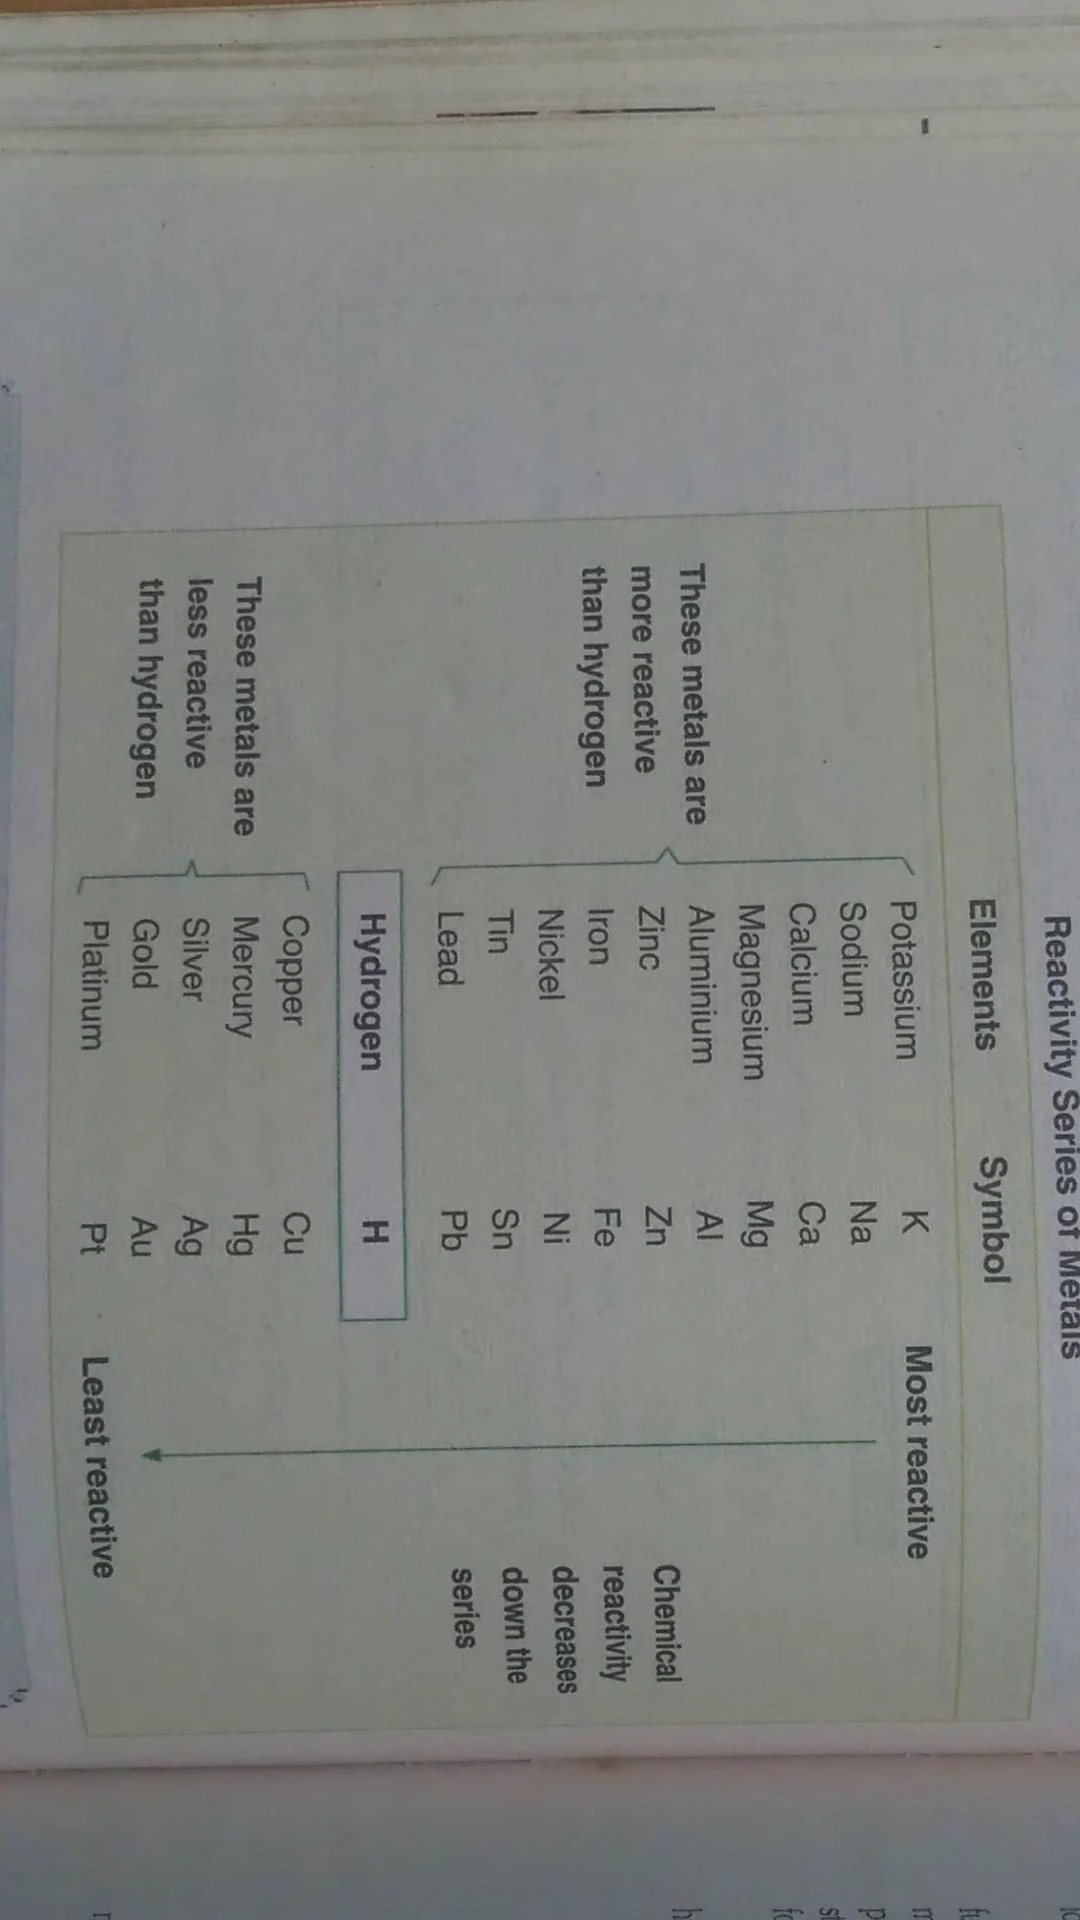 Reactivity Series of Metals
Elements Symbol
Potassium K Most reactive
Sodium Na
Calcium Ca
Magnesium Mg
These metals are Aluminium Al
more reactive Zinc Zn Chemical
than hydrogen Iron Fe reactivity
Nickel Ni decreases
Tin Sn down the
Lead Pb series
Hydrogen H
Copper Cu
These metals are Mercury Hg
less reactive Silver Ag
than hydrogen Gold Au
Platinum Pt Least reactive